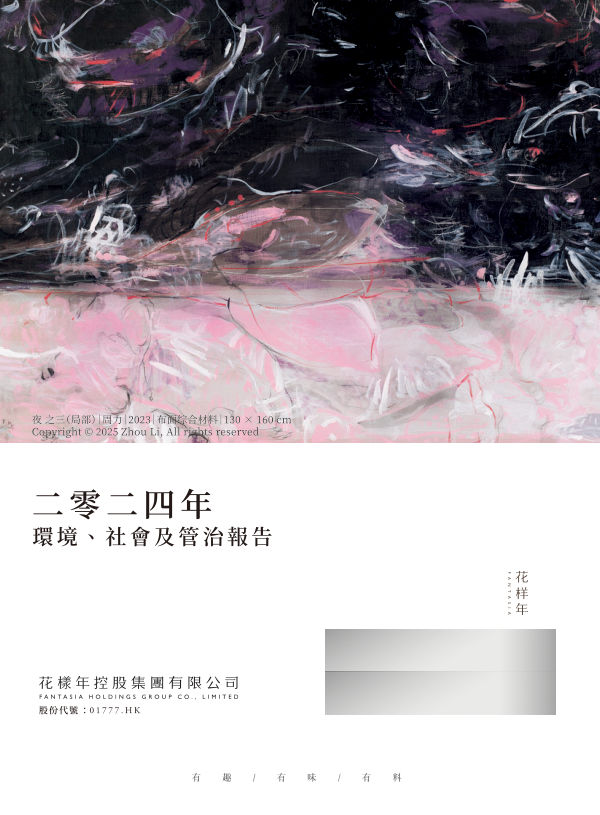 夜 之三（局部）｜周力｜2023｜布面综合材料｜130 × 160 cm
Copyright © 2025 Zhou Li, All rights reserved
二零二四年
環境、社會及管治報告
花样年
FANTASIA
花樣年控股集團有限公司
FANTASIA HOLDINGS GROUP CO., LIMITED
股份代號：01777.HK
有趣 / 有味 / 有料